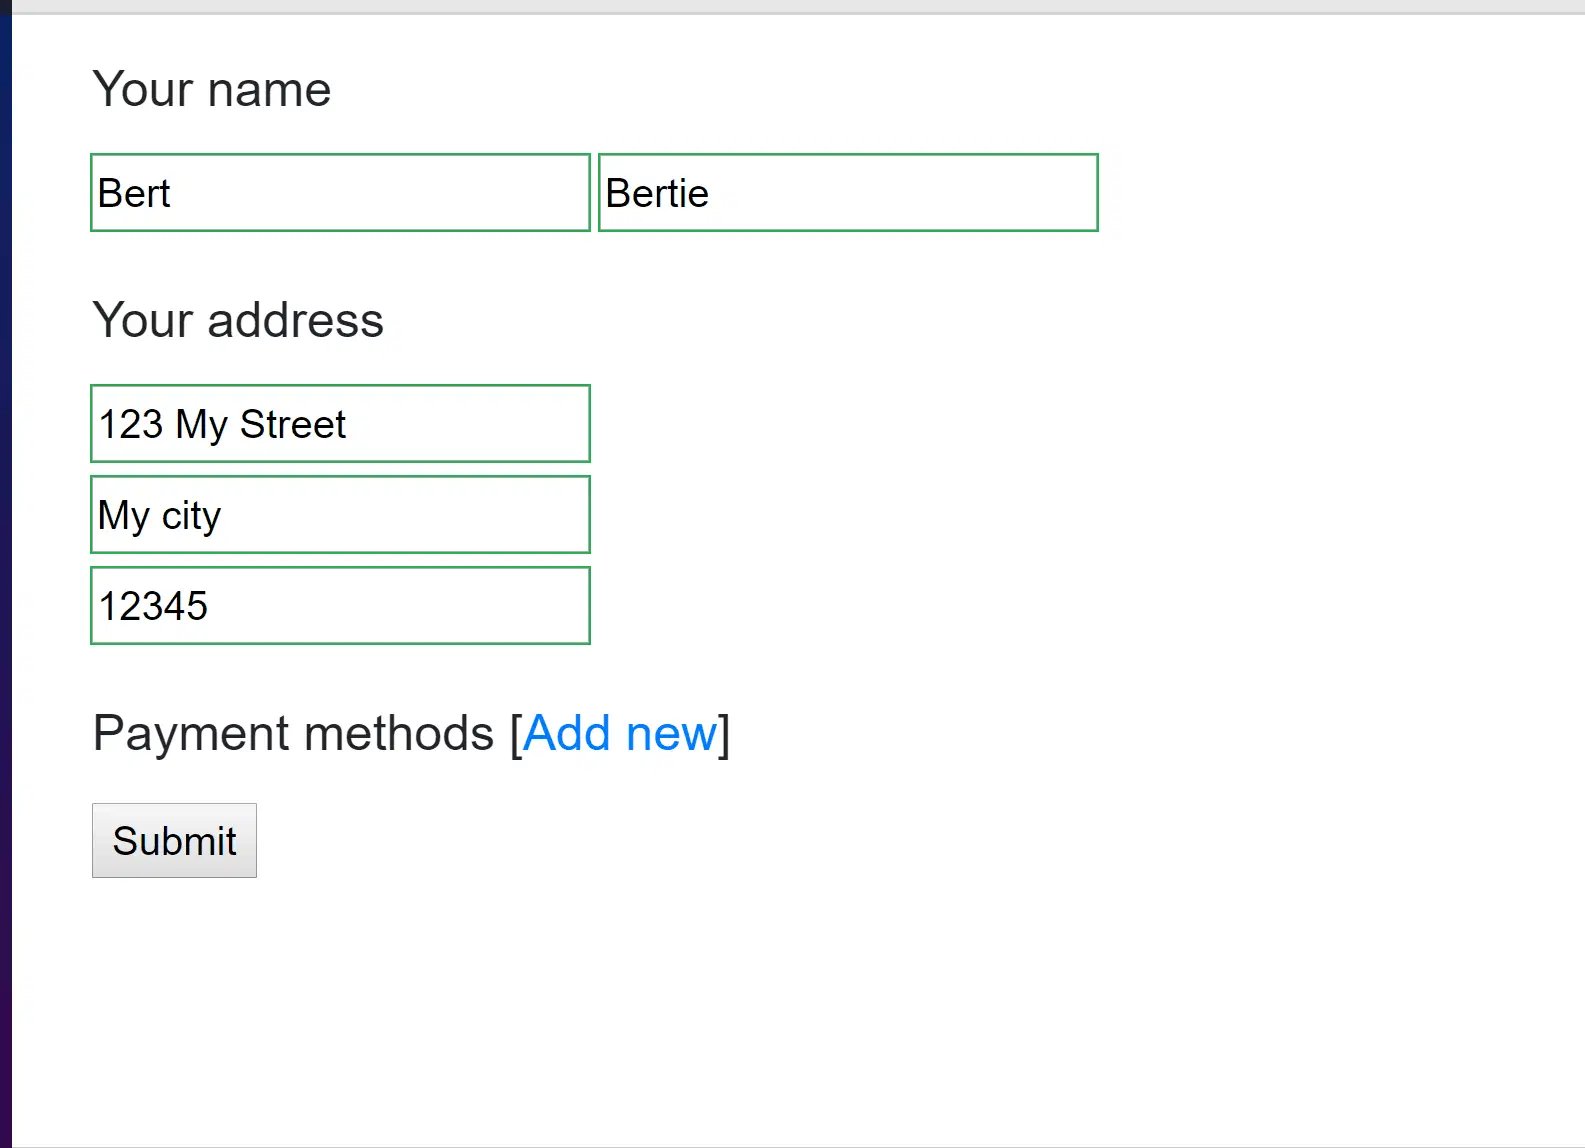 Your name
Bert Bertie
Your address
123 My Street
My city
12345
Payment methods [Add new]
Submit